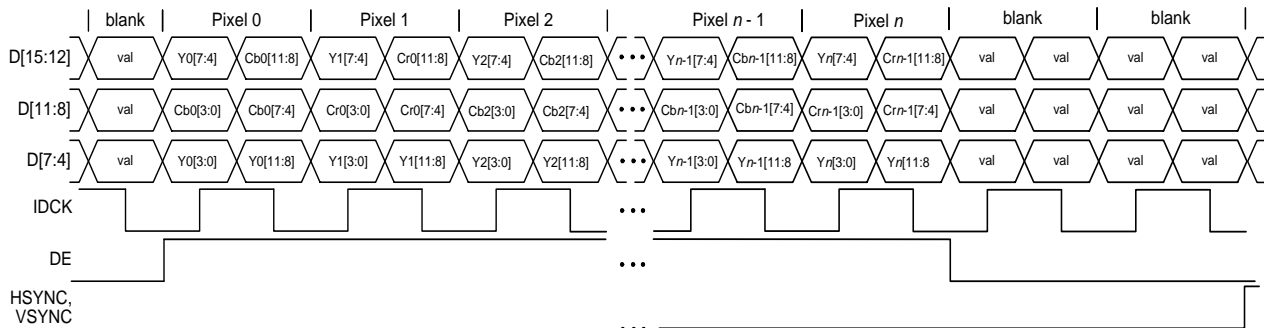 blank Pixel 0 Pixel 1 Pixel 2 Pixel n - 1 Pixel n blank blank
D[15:12] val Y0[7:4] Cb0[11:8] Y1[7:4] Cr0[11:8] Y2[7:4] Cb2[11:8] ••• Yn-1[7:4] Cbn-1[11:8] Yn[7:4] Crn-1[11:8] val val val val
D[11:8] val Cb0[3:0] Cb0[7:4] Cr0[3:0] Cr0[7:4] Cb2[3:0] Cb2[7:4] ••• Cbn-1[3:0] Cbn-1[7:4] Crn-1[3:0] Crn-1[7:4] val val val val
D[7:4] val Y0[3:0] Y0[11:8] Y1[3:0] Y1[11:8] Y2[3:0] Y2[11:8] ••• Yn-1[3:0] Yn-1[11:8 Yn[3:0] Yn[11:8 val val val val
IDCK •••
DE •••
HSYNC,
VSYNC •••